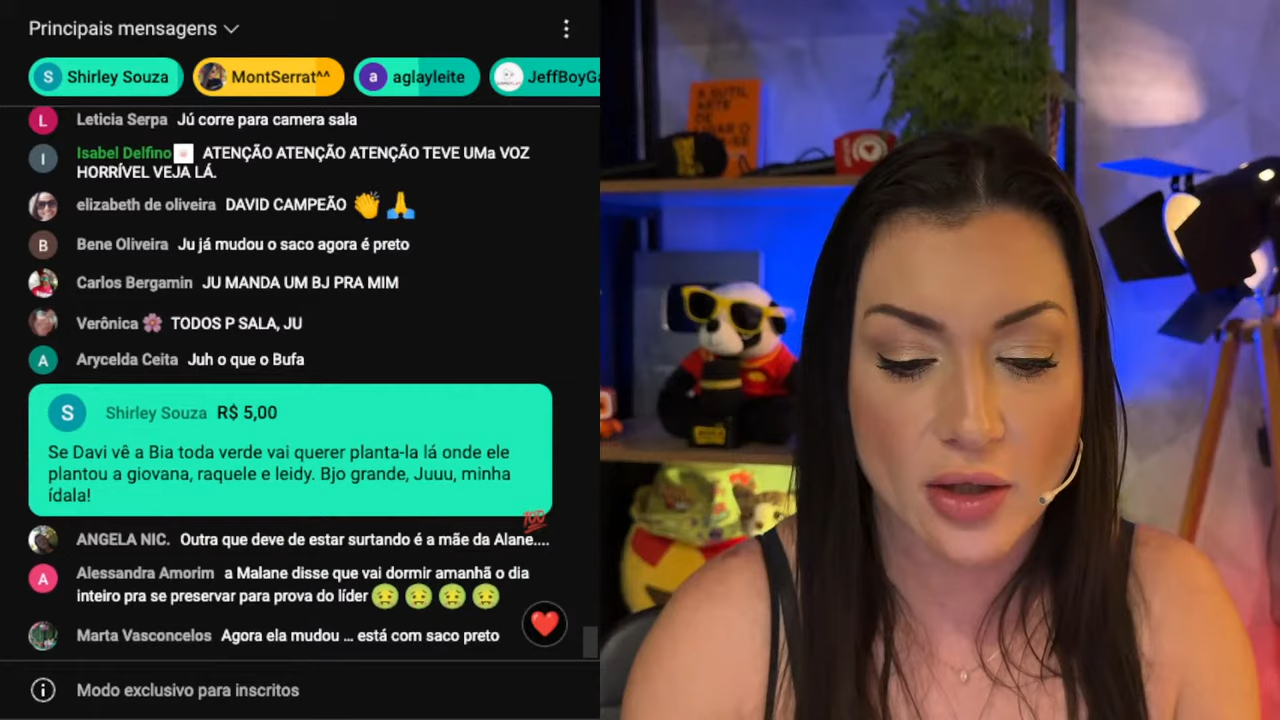 Principais mensagens
S Shirley Souza MontSerrat^^ a aglayleite JeffBoyGa
L Leticia Serpa Jú corre para camera sala
I Isabel Delfino ATENÇÃO ATENÇÃO ATENÇÃO TEVE UMa VOZ
HORRÍVEL VEJA LÁ.
elizabeth de oliveira DAVID CAMPEÃO 👏 🙏
B Bene Oliveira Ju já mudou o saco agora é preto
Carlos Bergamin JU MANDA UM BJ PRA MIM
Verônica 🌸 TODOS P SALA, JU
A Arycelda Ceita Juh o que o Bufa
S Shirley Souza R$ 5,00
Se Davi vê a Bia toda verde vai querer planta-la lá onde ele
plantou a giovana, raquele e leidy. Bjo grande, Juuu, minha
ídala!
💯
ANGELA NIC. Outra que deve de estar surtando é a mãe da Alane....
A Alessandra Amorim a Malane disse que vai dormir amanhã o dia
inteiro pra se preservar para prova do líder 🤢 🤢 🤢 🤢
Marta Vasconcelos Agora ela mudou ... está com saco preto
Modo exclusivo para inscritos
A SUTIL
ARTE